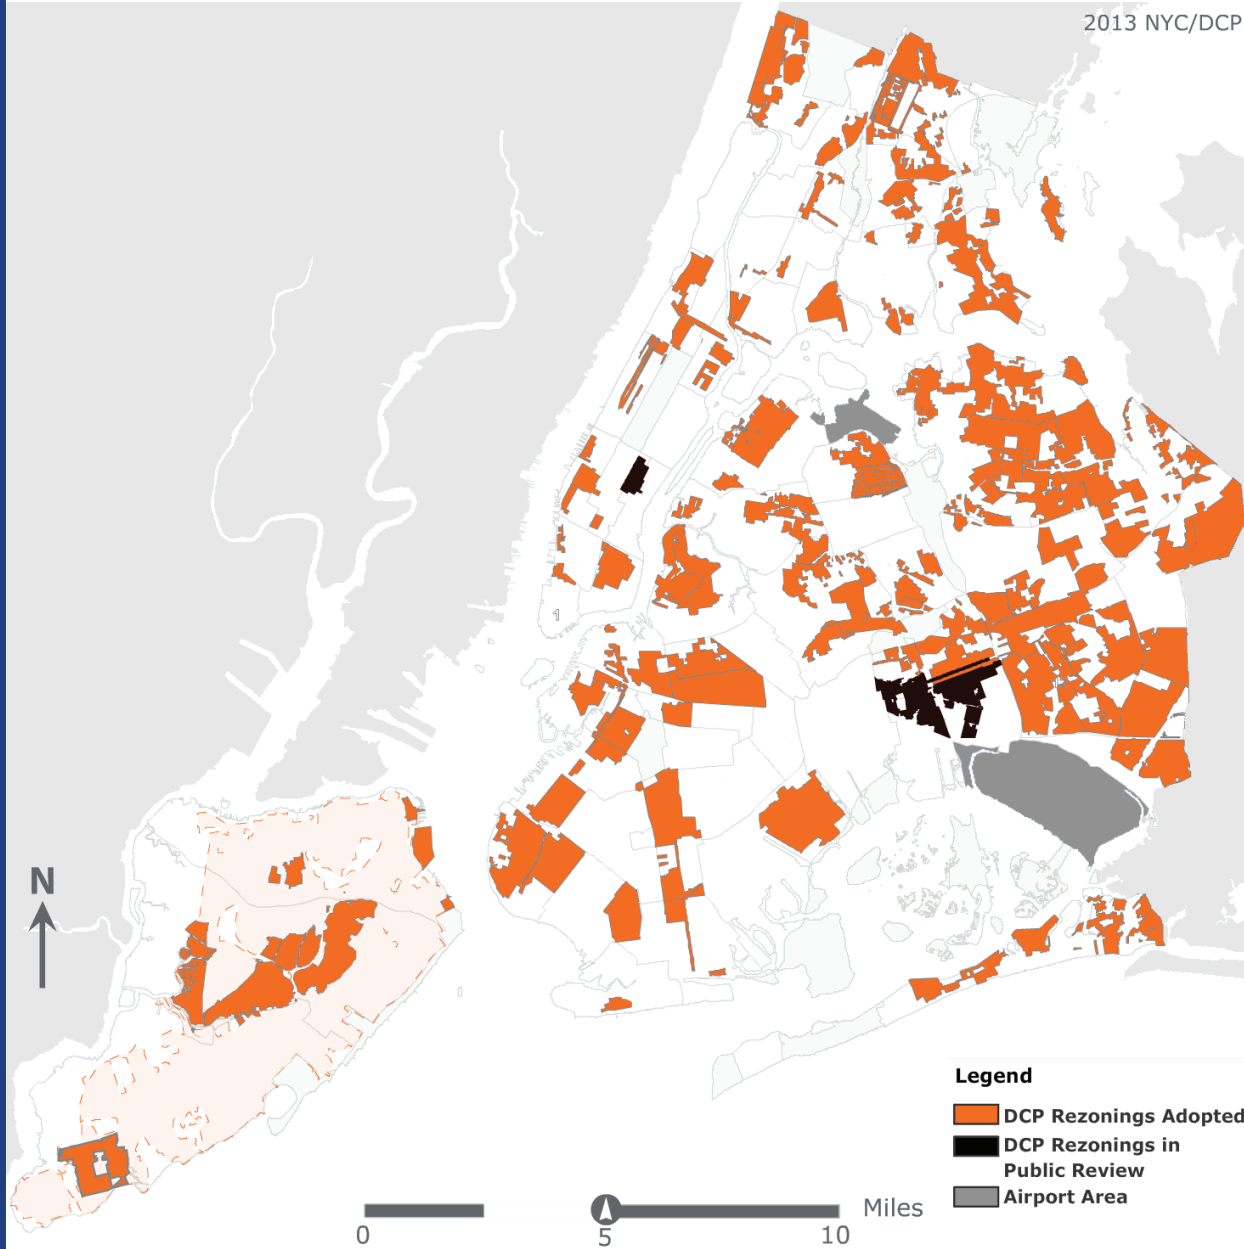 2013 NYC/DCP
N
Legend
DCP Rezonings Adopted
DCP Rezonings in
Public Review
Airport Area
Miles
0
5
10